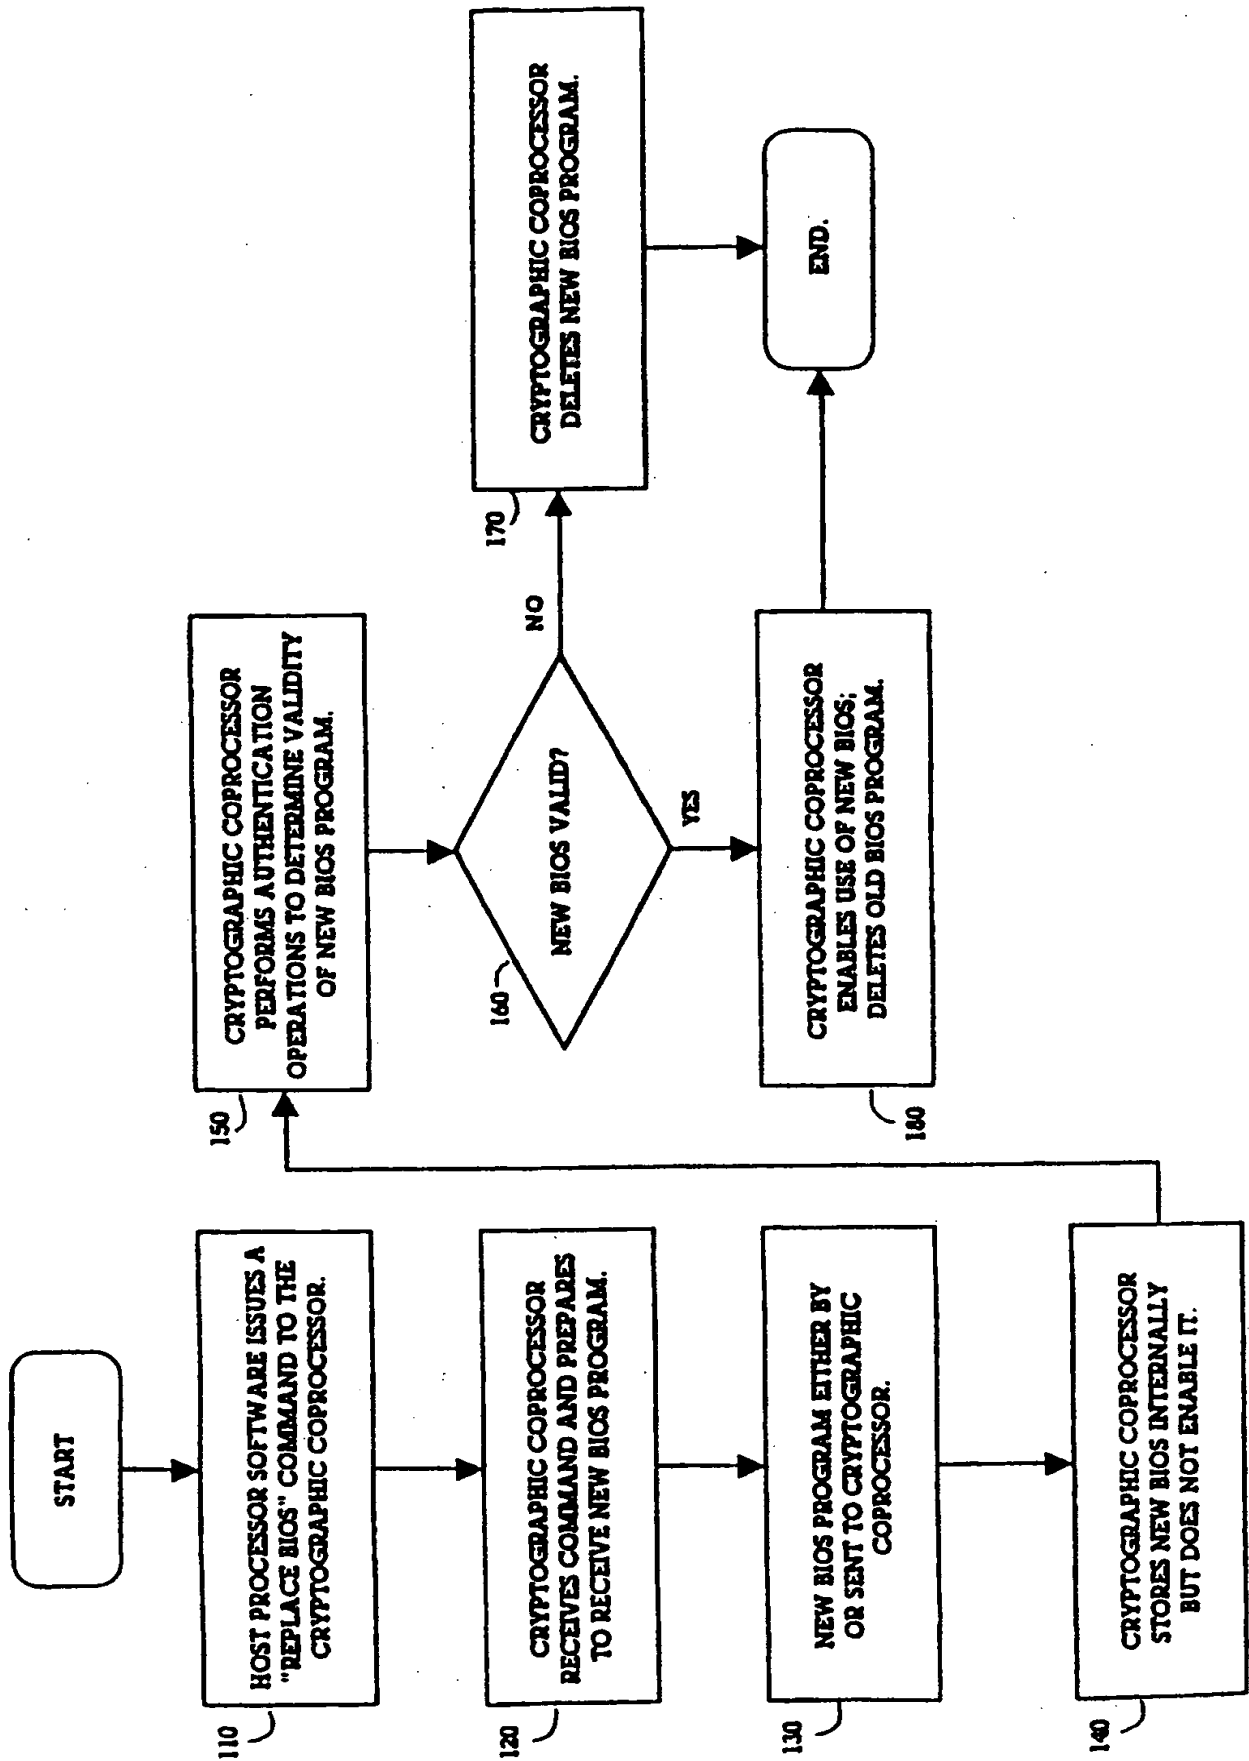 START
HOST PROCESSOR SOFTWARE ISSUES A
"REPLACE BIOS" COMMAND TO THE
CRYPTOGRAPHIC COPROCESSOR.
110
CRYPTOGRAPHIC COPROCESSOR
RECEIVES COMMAND AND PREPARES
TO RECEIVE NEW BIOS PROGRAM.
120
NEW BIOS PROGRAM EITHER BY
OR SENT TO CRYPTOGRAPHIC
COPROCESSOR.
130
CRYPTOGRAPHIC COPROCESSOR
STORES NEW BIOS INTERNALLY
BUT DOES NOT ENABLE IT.
140
CRYPTOGRAPHIC COPROCESSOR
PERFORMS AUTHENTICATION
OPERATIONS TO DETERMINE VALIDITY
OF NEW BIOS PROGRAM.
150
NEW BIOS VALID?
160
NO
YES
CRYPTOGRAPHIC COPROCESSOR
DELETES NEW BIOS PROGRAM.
170
CRYPTOGRAPHIC COPROCESSOR
ENABLES USE OF NEW BIOS;
DELETES OLD BIOS PROGRAM.
180
END.